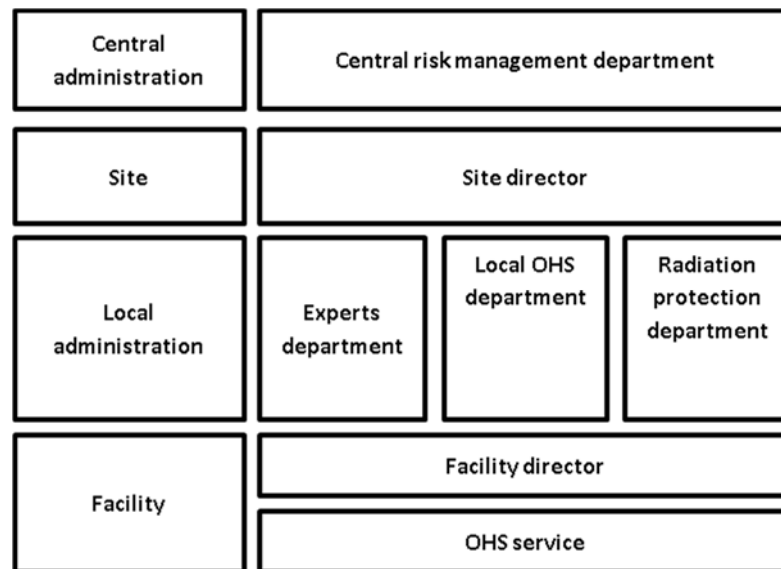 Central
administration
Central risk management department
Site
Site director
Local
administration
Experts
department
Local OHS
department
Radiation
protection
department
Facility
Facility director
OHS service